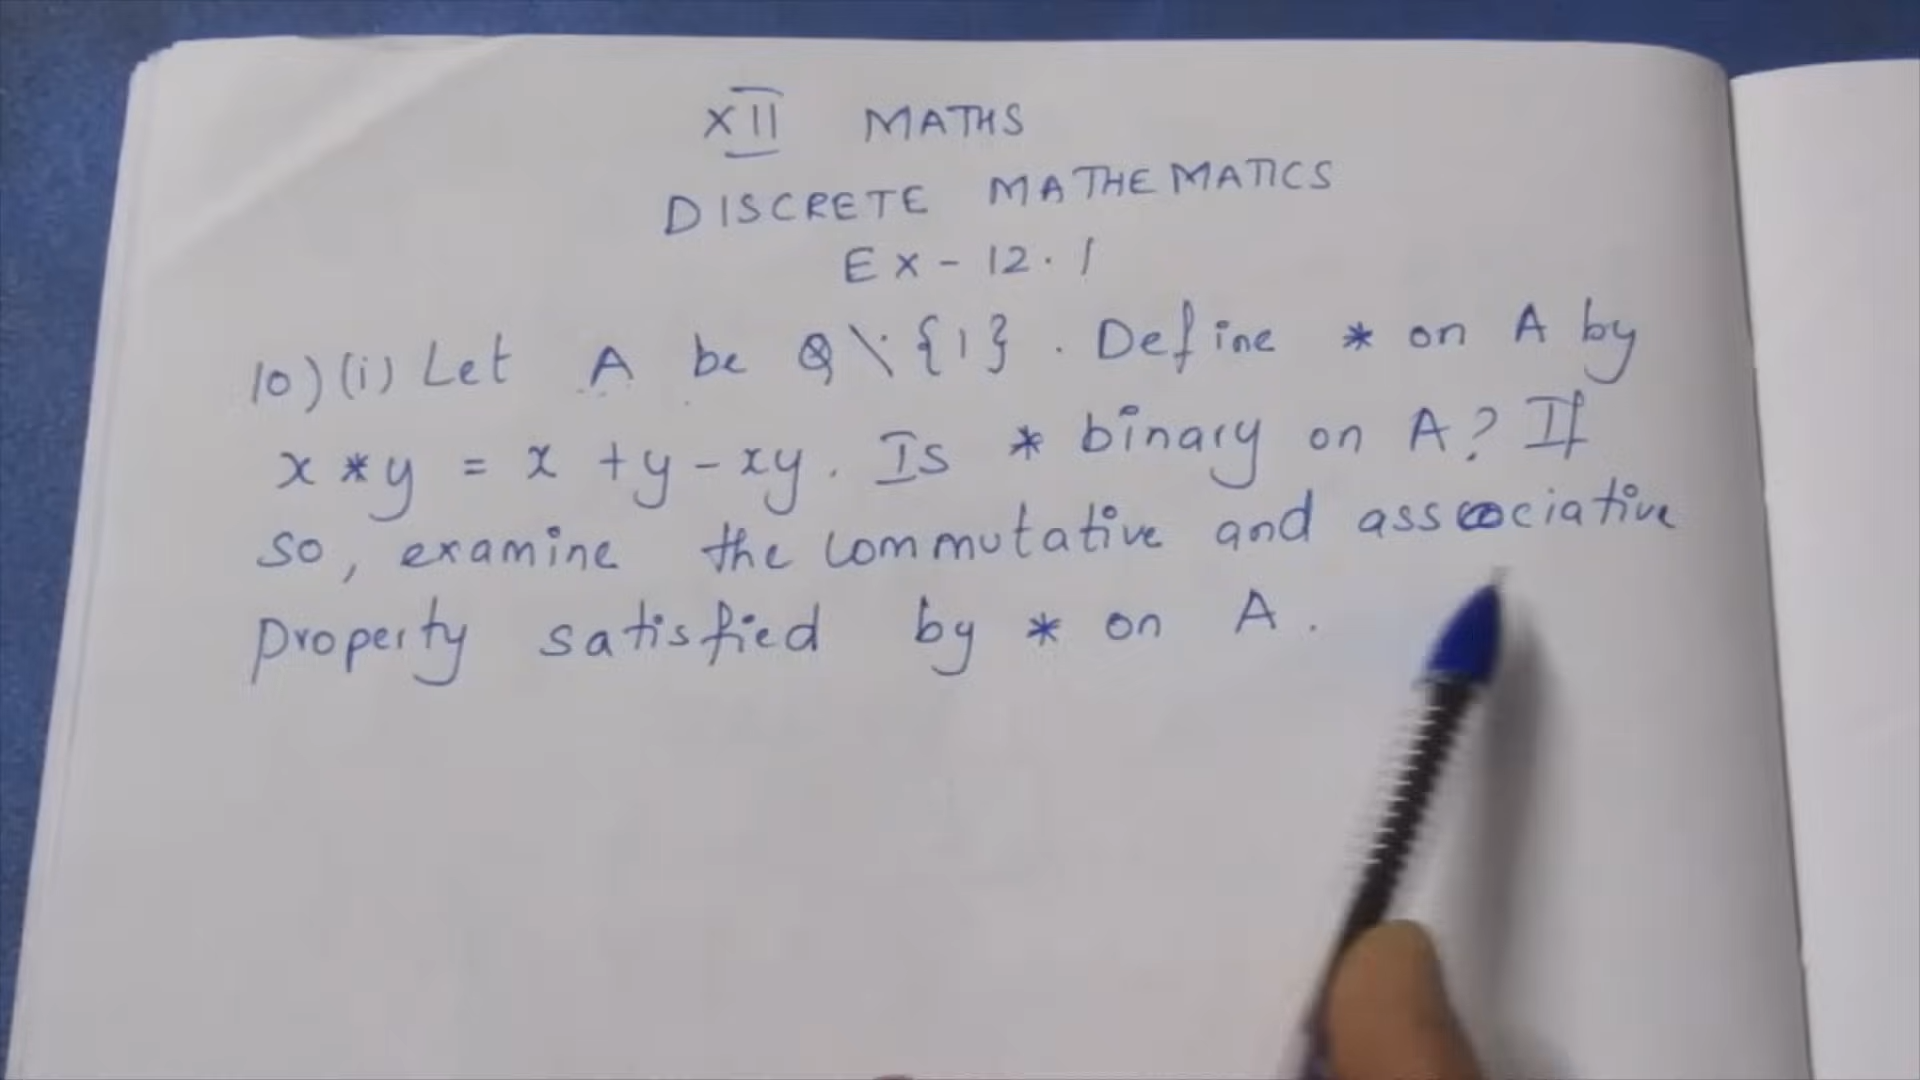 XII MATHS
DISCRETE MATHEMATICS
Ex - 12.1
10) (i) Let A be Q \ {1}. Define * on A by
x * y = x + y - xy. Is * binary on A? If
so, examine the commutative and associative
property satisfied by * on A.